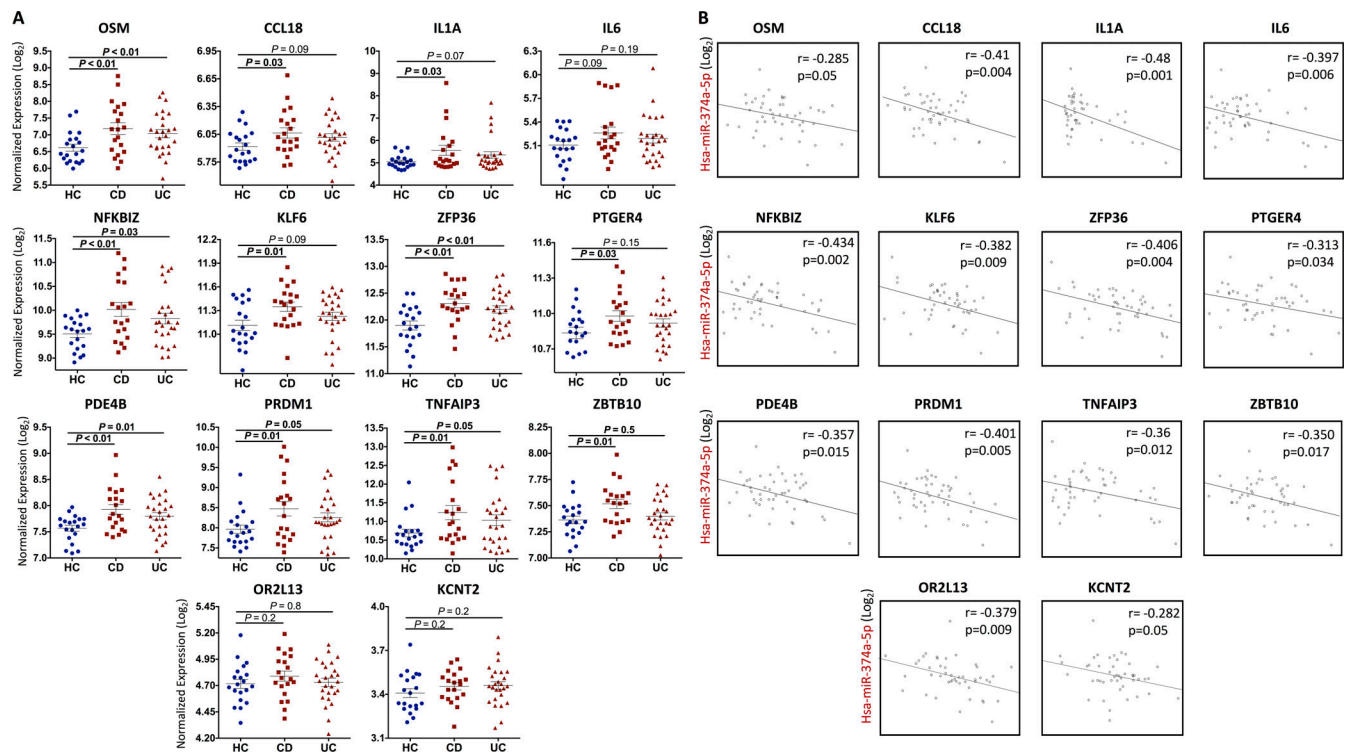 A
OSM
Normalized Expression (Log2)
9.5
9.0
8.5
8.0
7.5
7.0
6.5
6.0
5.5
P < 0.01
P < 0.01
HC CD UC
CCL18
6.95
6.65
6.35
6.05
5.75
P = 0.09
P = 0.03
HC CD UC
IL1A
10
9
8
7
6
5
4
P = 0.07
P = 0.03
HC CD UC
IL6
6.3
6.0
5.7
5.4
5.1
P = 0.19
P = 0.09
HC CD UC
NFKBIZ
Normalized Expression (Log2)
11.5
11.0
10.5
10.0
9.5
9.0
P = 0.03
P < 0.01
HC CD UC
KLF6
12.2
11.9
11.6
11.3
11.0
P = 0.09
P = 0.01
HC CD UC
ZFP36
13.5
13.0
12.5
12.0
11.5
11.0
P < 0.01
P < 0.01
HC CD UC
PTGER4
11.6
11.3
11.0
10.7
P = 0.15
P = 0.03
HC CD UC
PDE4B
Normalized Expression (Log2)
9.5
9.0
8.5
8.0
7.5
7.0
P = 0.01
P < 0.01
HC CD UC
PRDM1
10.5
10.0
9.5
9.0
8.5
8.0
7.5
P = 0.05
P = 0.01
HC CD UC
TNFAIP3
13.5
13.0
12.5
12.0
11.5
11.0
10.5
10.0
P = 0.05
P = 0.01
HC CD UC
ZBTB10
8.25
8.00
7.75
7.50
7.25
7.00
P = 0.5
P = 0.01
HC CD UC
OR2L13
Normalized Expression (Log2)
5.45
5.20
4.95
4.70
4.45
4.20
P = 0.8
P = 0.2
HC CD UC
KCNT2
4.0
3.7
3.4
3.1
P = 0.2
P = 0.2
HC CD UC
B
OSM
Hsa-miR-374a-5p (Log2)
r= -0.285
p=0.05
CCL18
r= -0.41
p=0.004
IL1A
r= -0.48
p=0.001
IL6
r= -0.397
p=0.006
NFKBIZ
Hsa-miR-374a-5p (Log2)
r= -0.434
p=0.002
KLF6
r= -0.382
p=0.009
ZFP36
r= -0.406
p=0.004
PTGER4
r= -0.313
p=0.034
PDE4B
Hsa-miR-374a-5p (Log2)
r= -0.357
p=0.015
PRDM1
r= -0.401
p=0.005
TNFAIP3
r= -0.36
p=0.012
ZBTB10
r= -0.350
p=0.017
OR2L13
Hsa-miR-374a-5p (Log2)
r= -0.379
p=0.009
KCNT2
r= -0.282
p=0.05